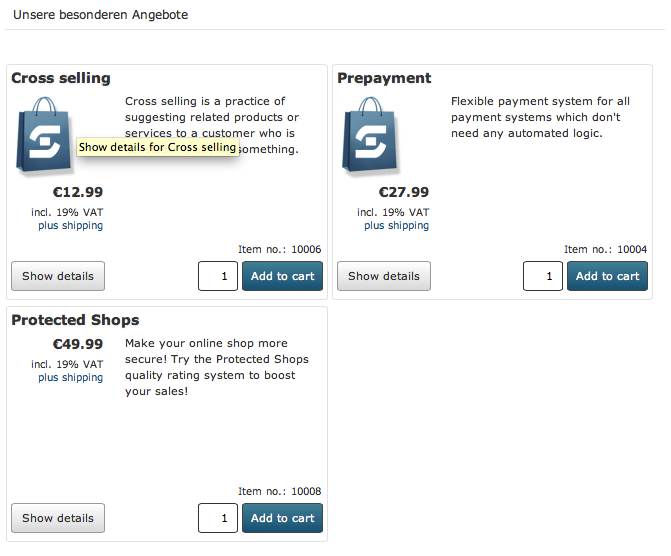 Unsere besonderen Angebote
Cross selling
Cross selling is a practice of
suggesting related products or
services to a customer who is
Show details for Cross selling
something.
€12.99
incl. 19% VAT
plus shipping
Item no.: 10006
Show details
1
Add to cart
Prepayment
Flexible payment system for all
payment systems which don't
need any automated logic.
€27.99
incl. 19% VAT
plus shipping
Item no.: 10004
Show details
1
Add to cart
Protected Shops
€49.99
incl. 19% VAT
plus shipping
Make your online shop more
secure! Try the Protected Shops
quality rating system to boost
your sales!
Item no.: 10008
Show details
1
Add to cart